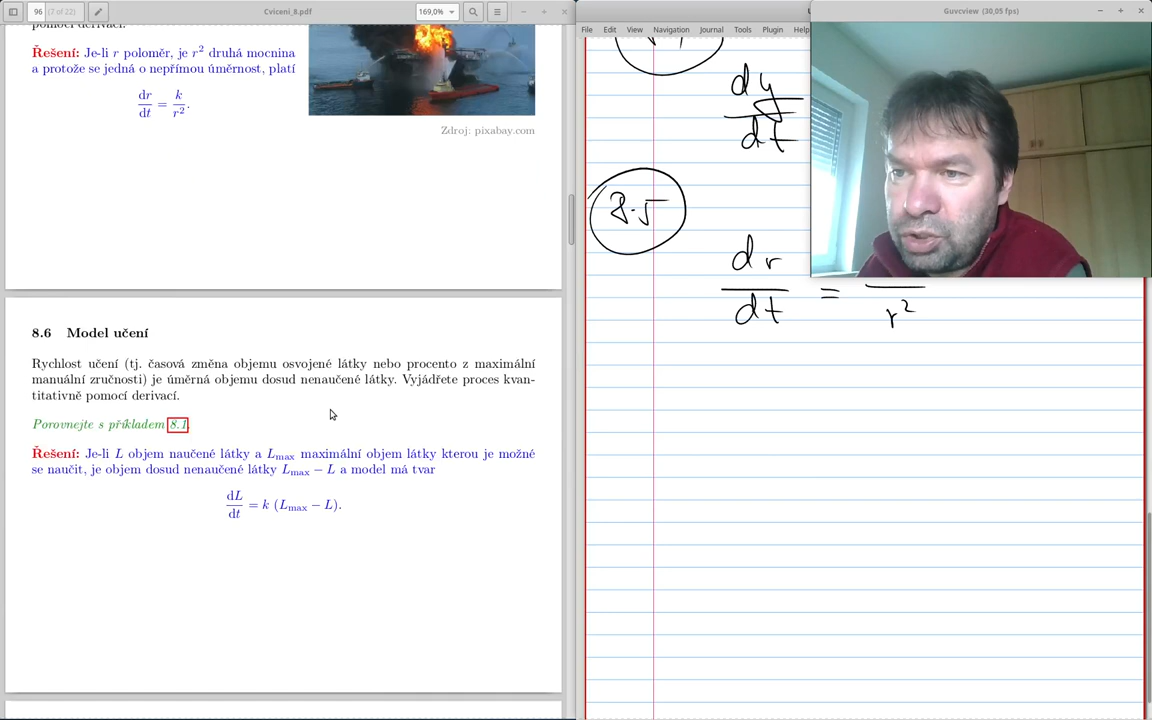 96 (7 of 22)
Cviceni_8.pdf
169,0%
Řešení: Je-li r poloměr, je r² druhá mocnina
a protože se jedná o nepřímou úměrnost, platí
dr/dt = k/r².
Zdroj: pixabay.com
8.6 Model učení
Rychlost učení (tj. časová změna objemu osvojené látky nebo procento z maximální
manuální zručnosti) je úměrná objemu dosud nenaučené látky. Vyjádřete proces kvan-
titativně pomocí derivací.
Porovnejte s příkladem 8.1.
Řešení: Je-li L objem naučené látky a Lmax maximální objem látky kterou je možné
se naučit, je objem dosud nenaučené látky Lmax − L a model má tvar
dL/dt = k (Lmax − L).
File Edit View Navigation Journal Tools Plugin Help
Guvcview (30,05 fps)
dy
dt
8.5
dr
dt
=
r²